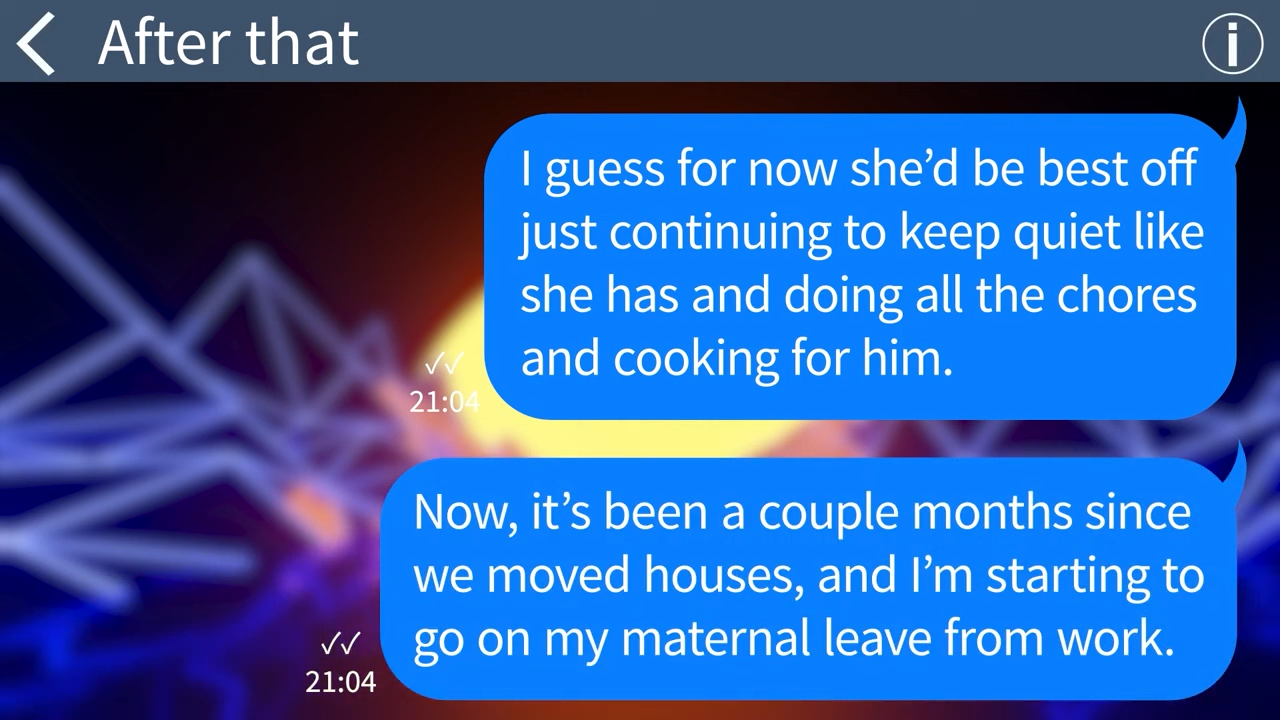 After that
I guess for now she’d be best off
just continuing to keep quiet like
she has and doing all the chores
and cooking for him.
✓✓
21:04
Now, it’s been a couple months since
we moved houses, and I’m starting to
go on my maternal leave from work.
✓✓
21:04